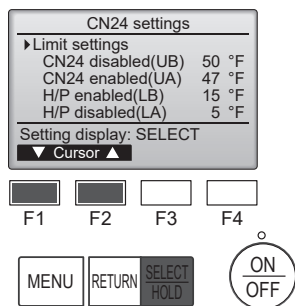 CN24 settings
▶Limit settings
CN24 disabled(UB) 50 °F
CN24 enabled(UA) 47 °F
H/P enabled(LB) 15 °F
H/P disabled(LA) 5 °F
Setting display: SELECT
▼ Cursor ▲
F1 F2 F3 F4
MENU RETURN SELECT/HOLD ON/OFF